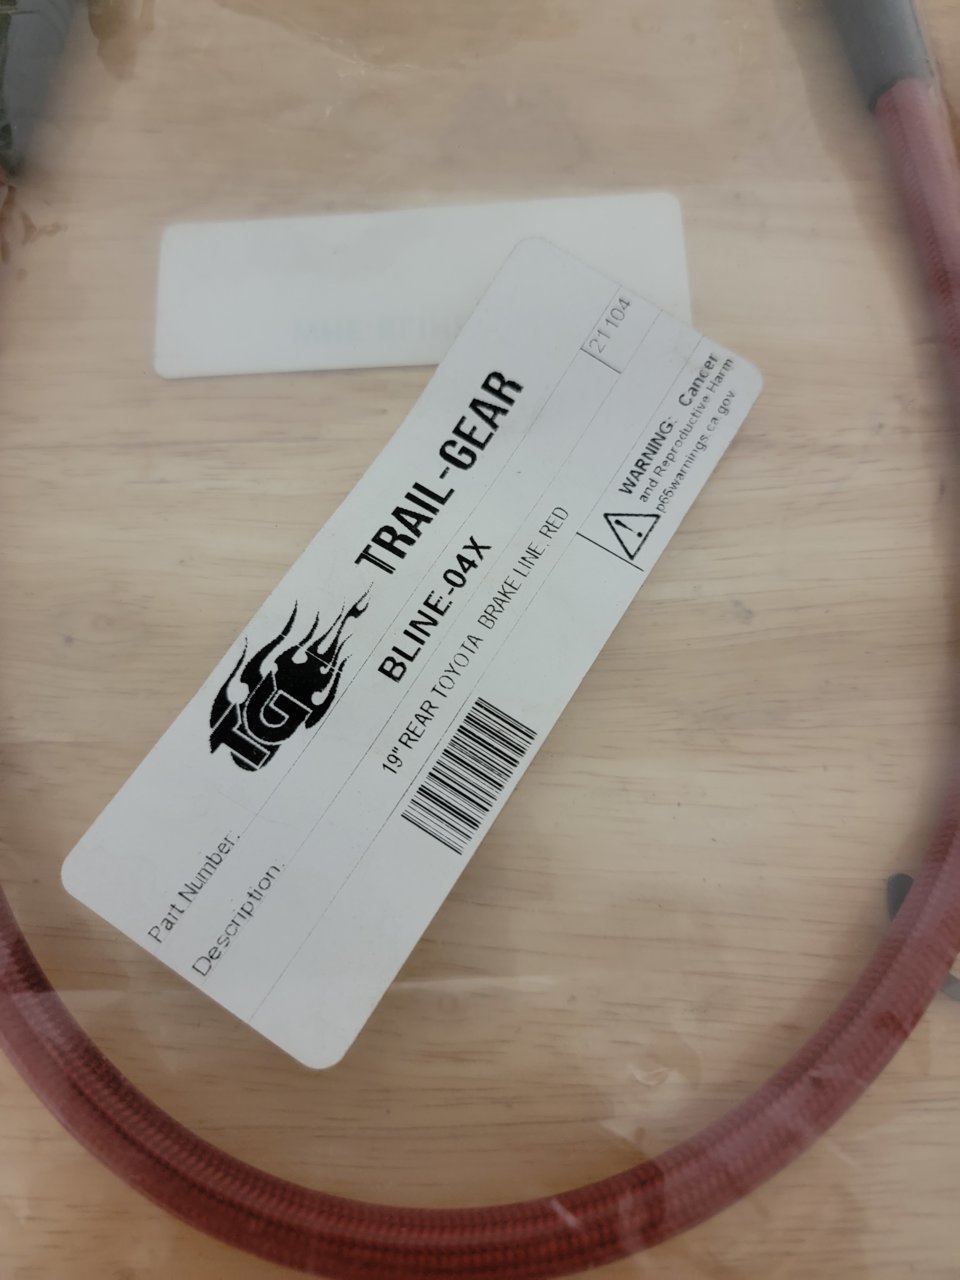 TG
TRAIL-GEAR
Part Number:
BLINE-04X
21104
Description:
19" REAR TOYOTA BRAKE LINE, RED
WARNING: Cancer
and Reproductive Harm
p65warnings.ca.gov